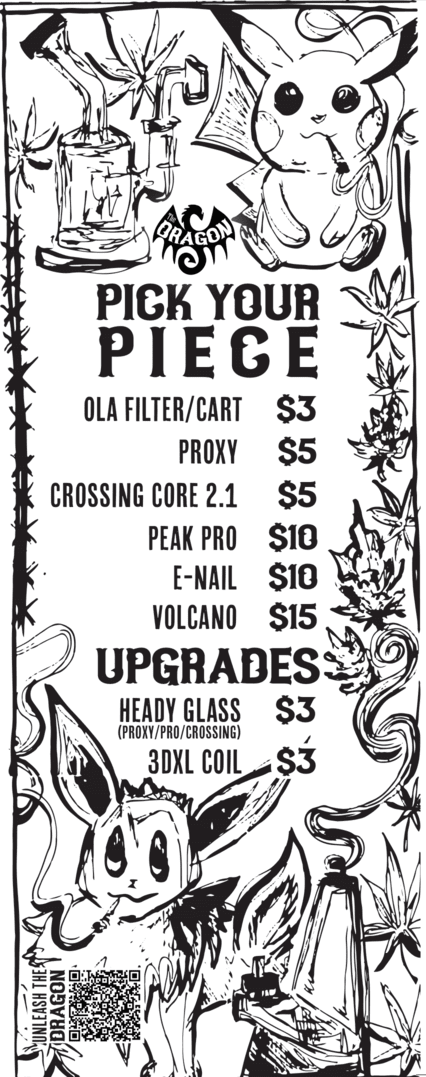 THE
DRAGON
PICK YOUR
PIECE
OLA FILTER/CART $3
PROXY $5
CROSSING CORE 2.1 $5
PEAK PRO $10
E-NAIL $10
VOLCANO $15
UPGRADES
HEADY GLASS $3
(PROXY/PRO/CROSSING)
3DXL COIL $3
UNLEASH THE
DRAGON